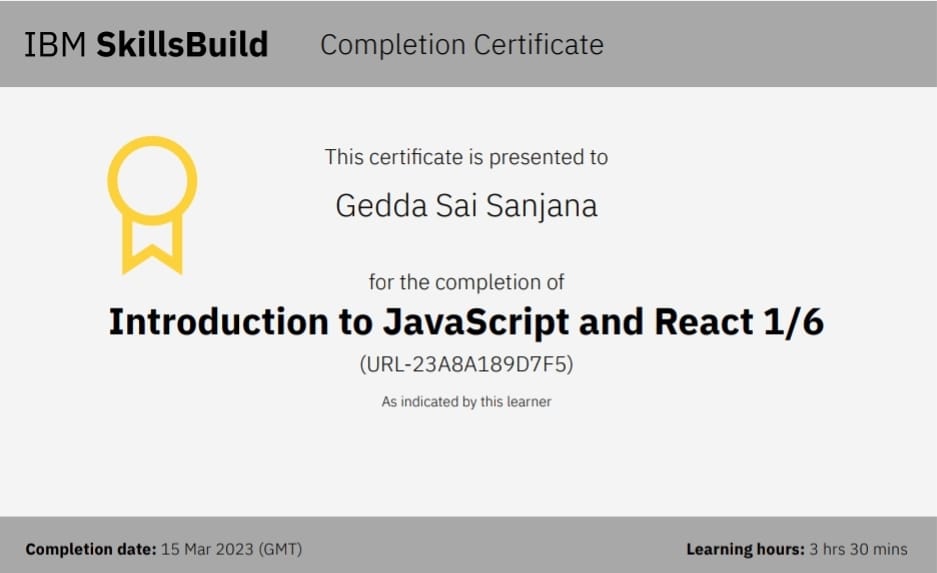 IBM SkillsBuild Completion Certificate
This certificate is presented to
Gedda Sai Sanjana
for the completion of
Introduction to JavaScript and React 1/6
(URL-23A8A189D7F5)
As indicated by this learner
Completion date: 15 Mar 2023 (GMT) Learning hours: 3 hrs 30 mins